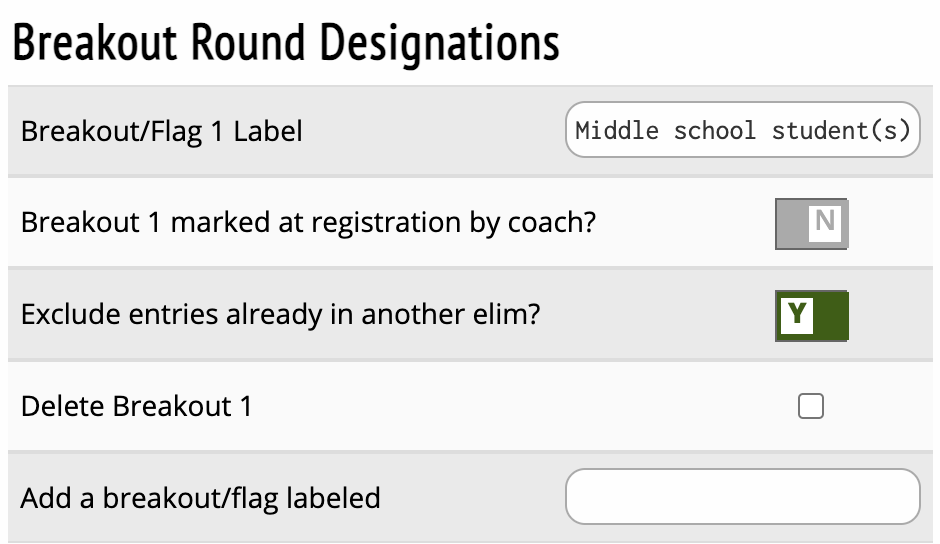 Breakout Round Designations
Breakout/Flag 1 Label
Middle school student(s)
Breakout 1 marked at registration by coach?
N
Exclude entries already in another elim?
Y
Delete Breakout 1
Add a breakout/flag labeled